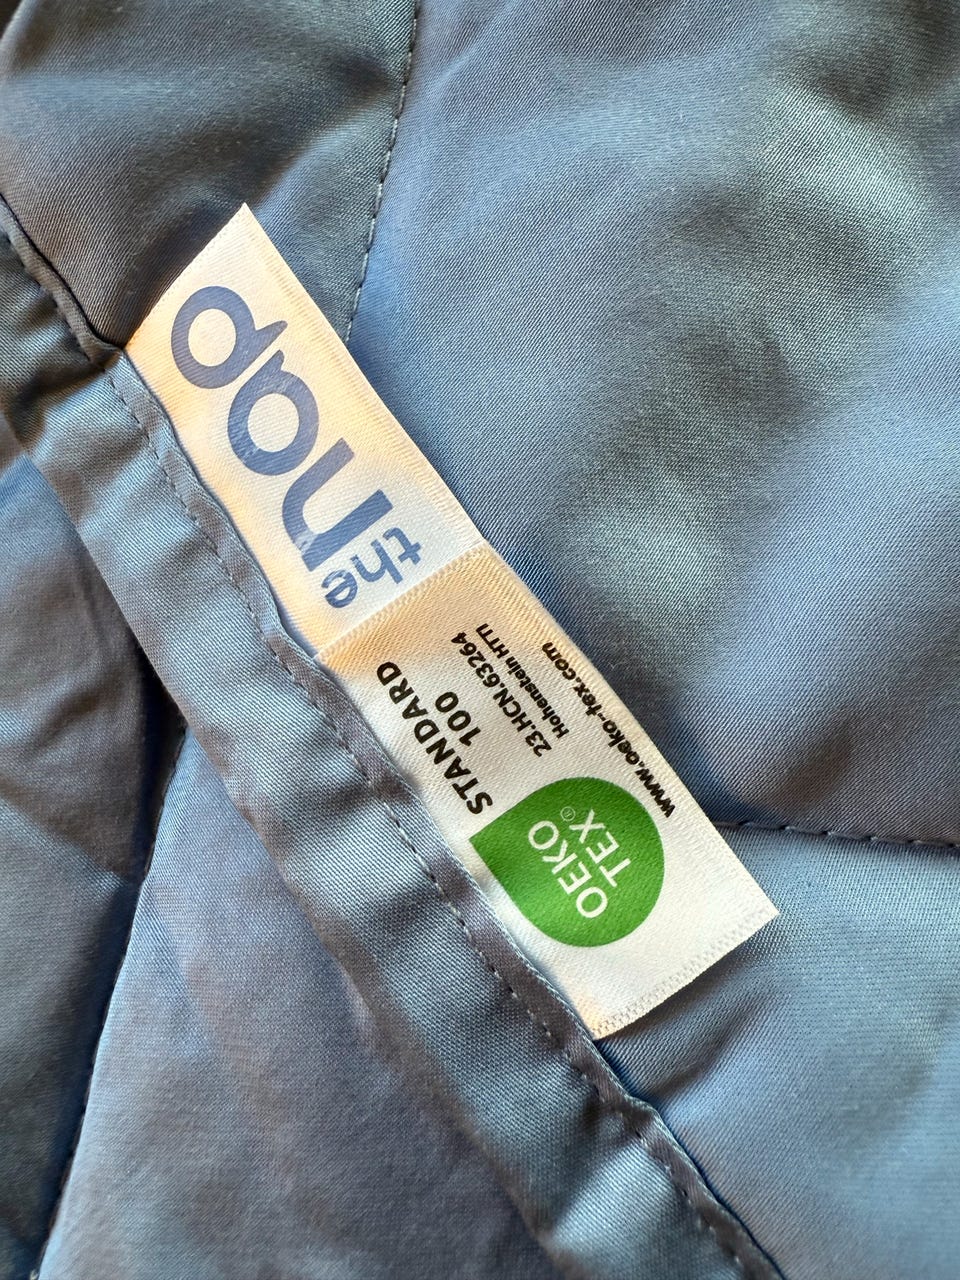 the
nap
STANDARD
100
23.HCN.63264
Hohenstein HTTI
www.oeko-tex.com
OEKO
TEX®